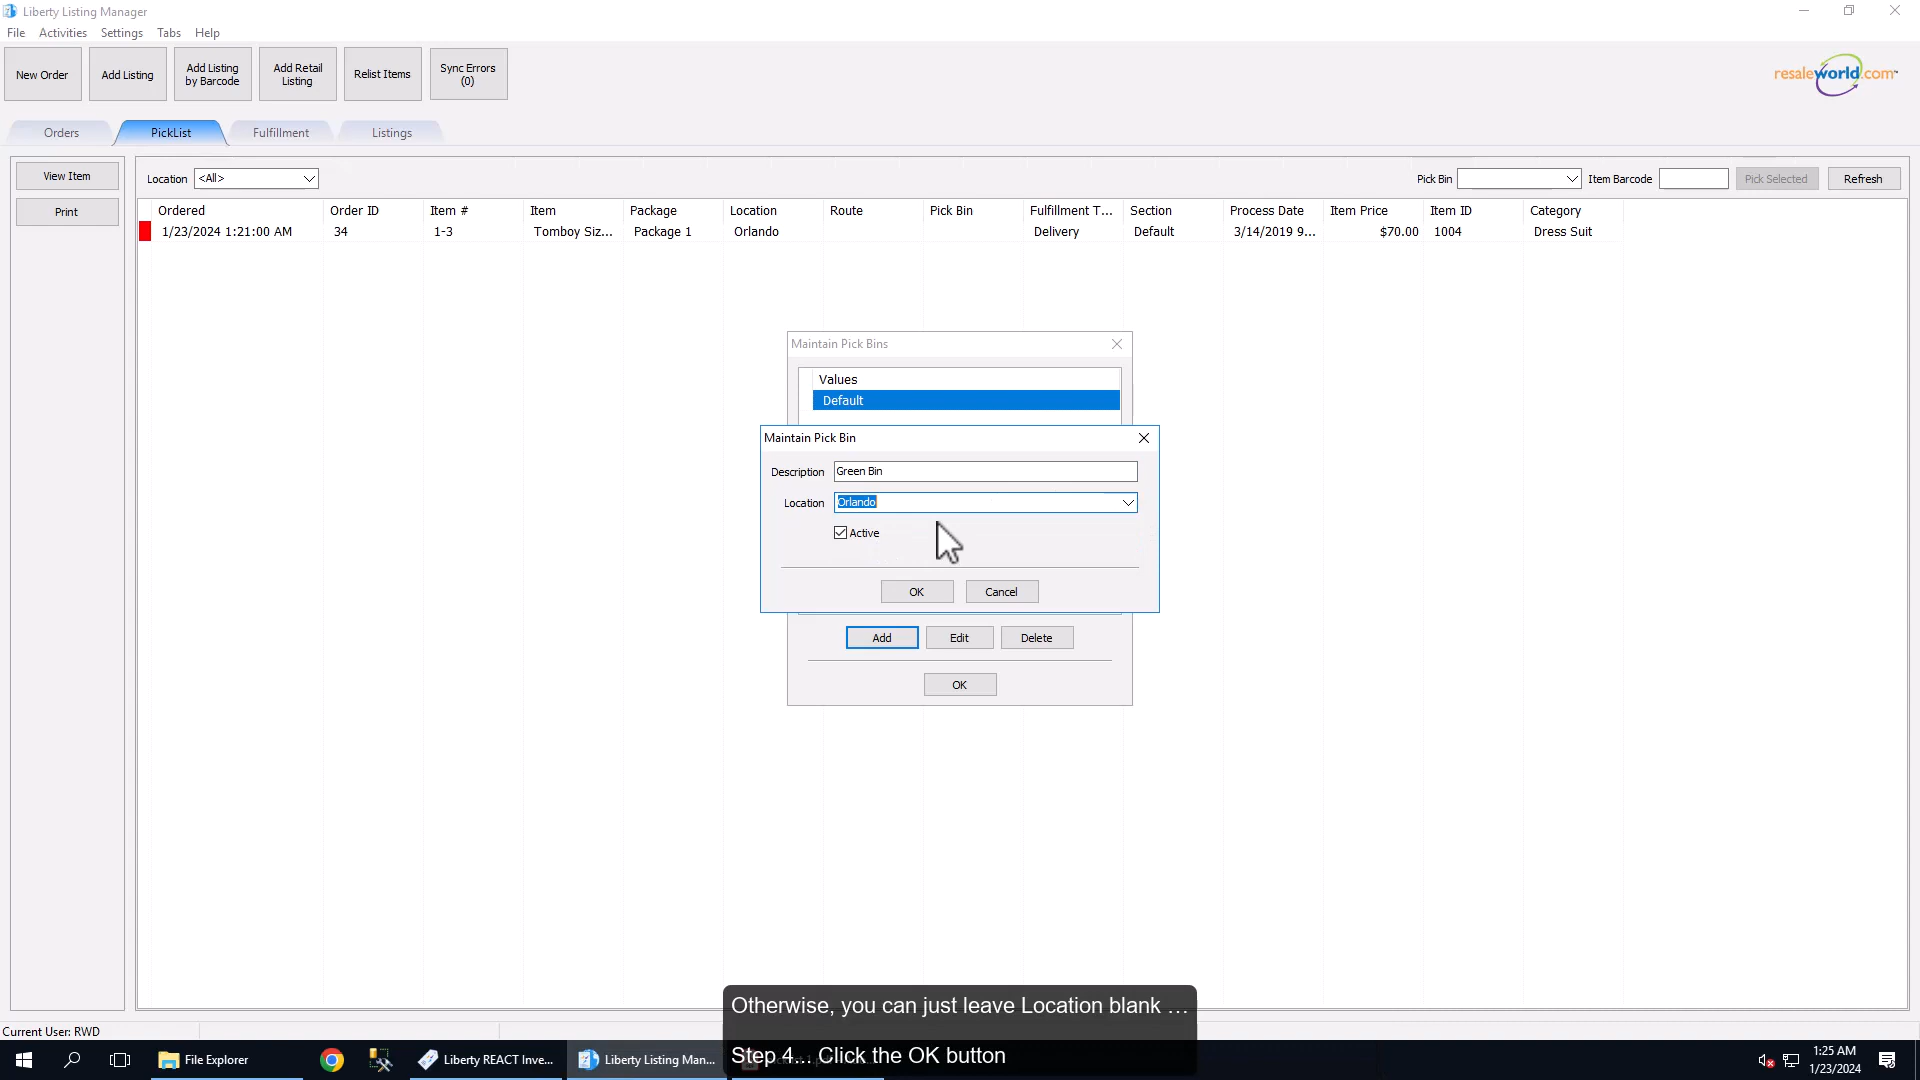 Liberty Listing Manager
File Activities Settings Tabs Help
New Order
Add Listing
Add Listing
by Barcode
Add Retail
Listing
Relist Items
Sync Errors
(0)
resaleworld.com
Orders PickList Fulfillment Listings
View Item
Print
Location <All>
Pick Bin Item Barcode Pick Selected Refresh
Ordered Order ID Item # Item Package Location Route Pick Bin Fulfillment T... Section Process Date Item Price Item ID Category
1/23/2024 1:21:00 AM 34 1-3 Tomboy Siz... Package 1 Orlando Delivery Default 3/14/2019 9... $70.00 1004 Dress Suit
Maintain Pick Bins
Values
Default
Maintain Pick Bin
Description Green Bin
Location Orlando
Active
OK Cancel
Add Edit Delete
OK
Otherwise, you can just leave Location blank …
Step 4... Click the OK button
Current User: RWD
File Explorer
Liberty REACT Inve...
Liberty Listing Man...
1:25 AM
1/23/2024